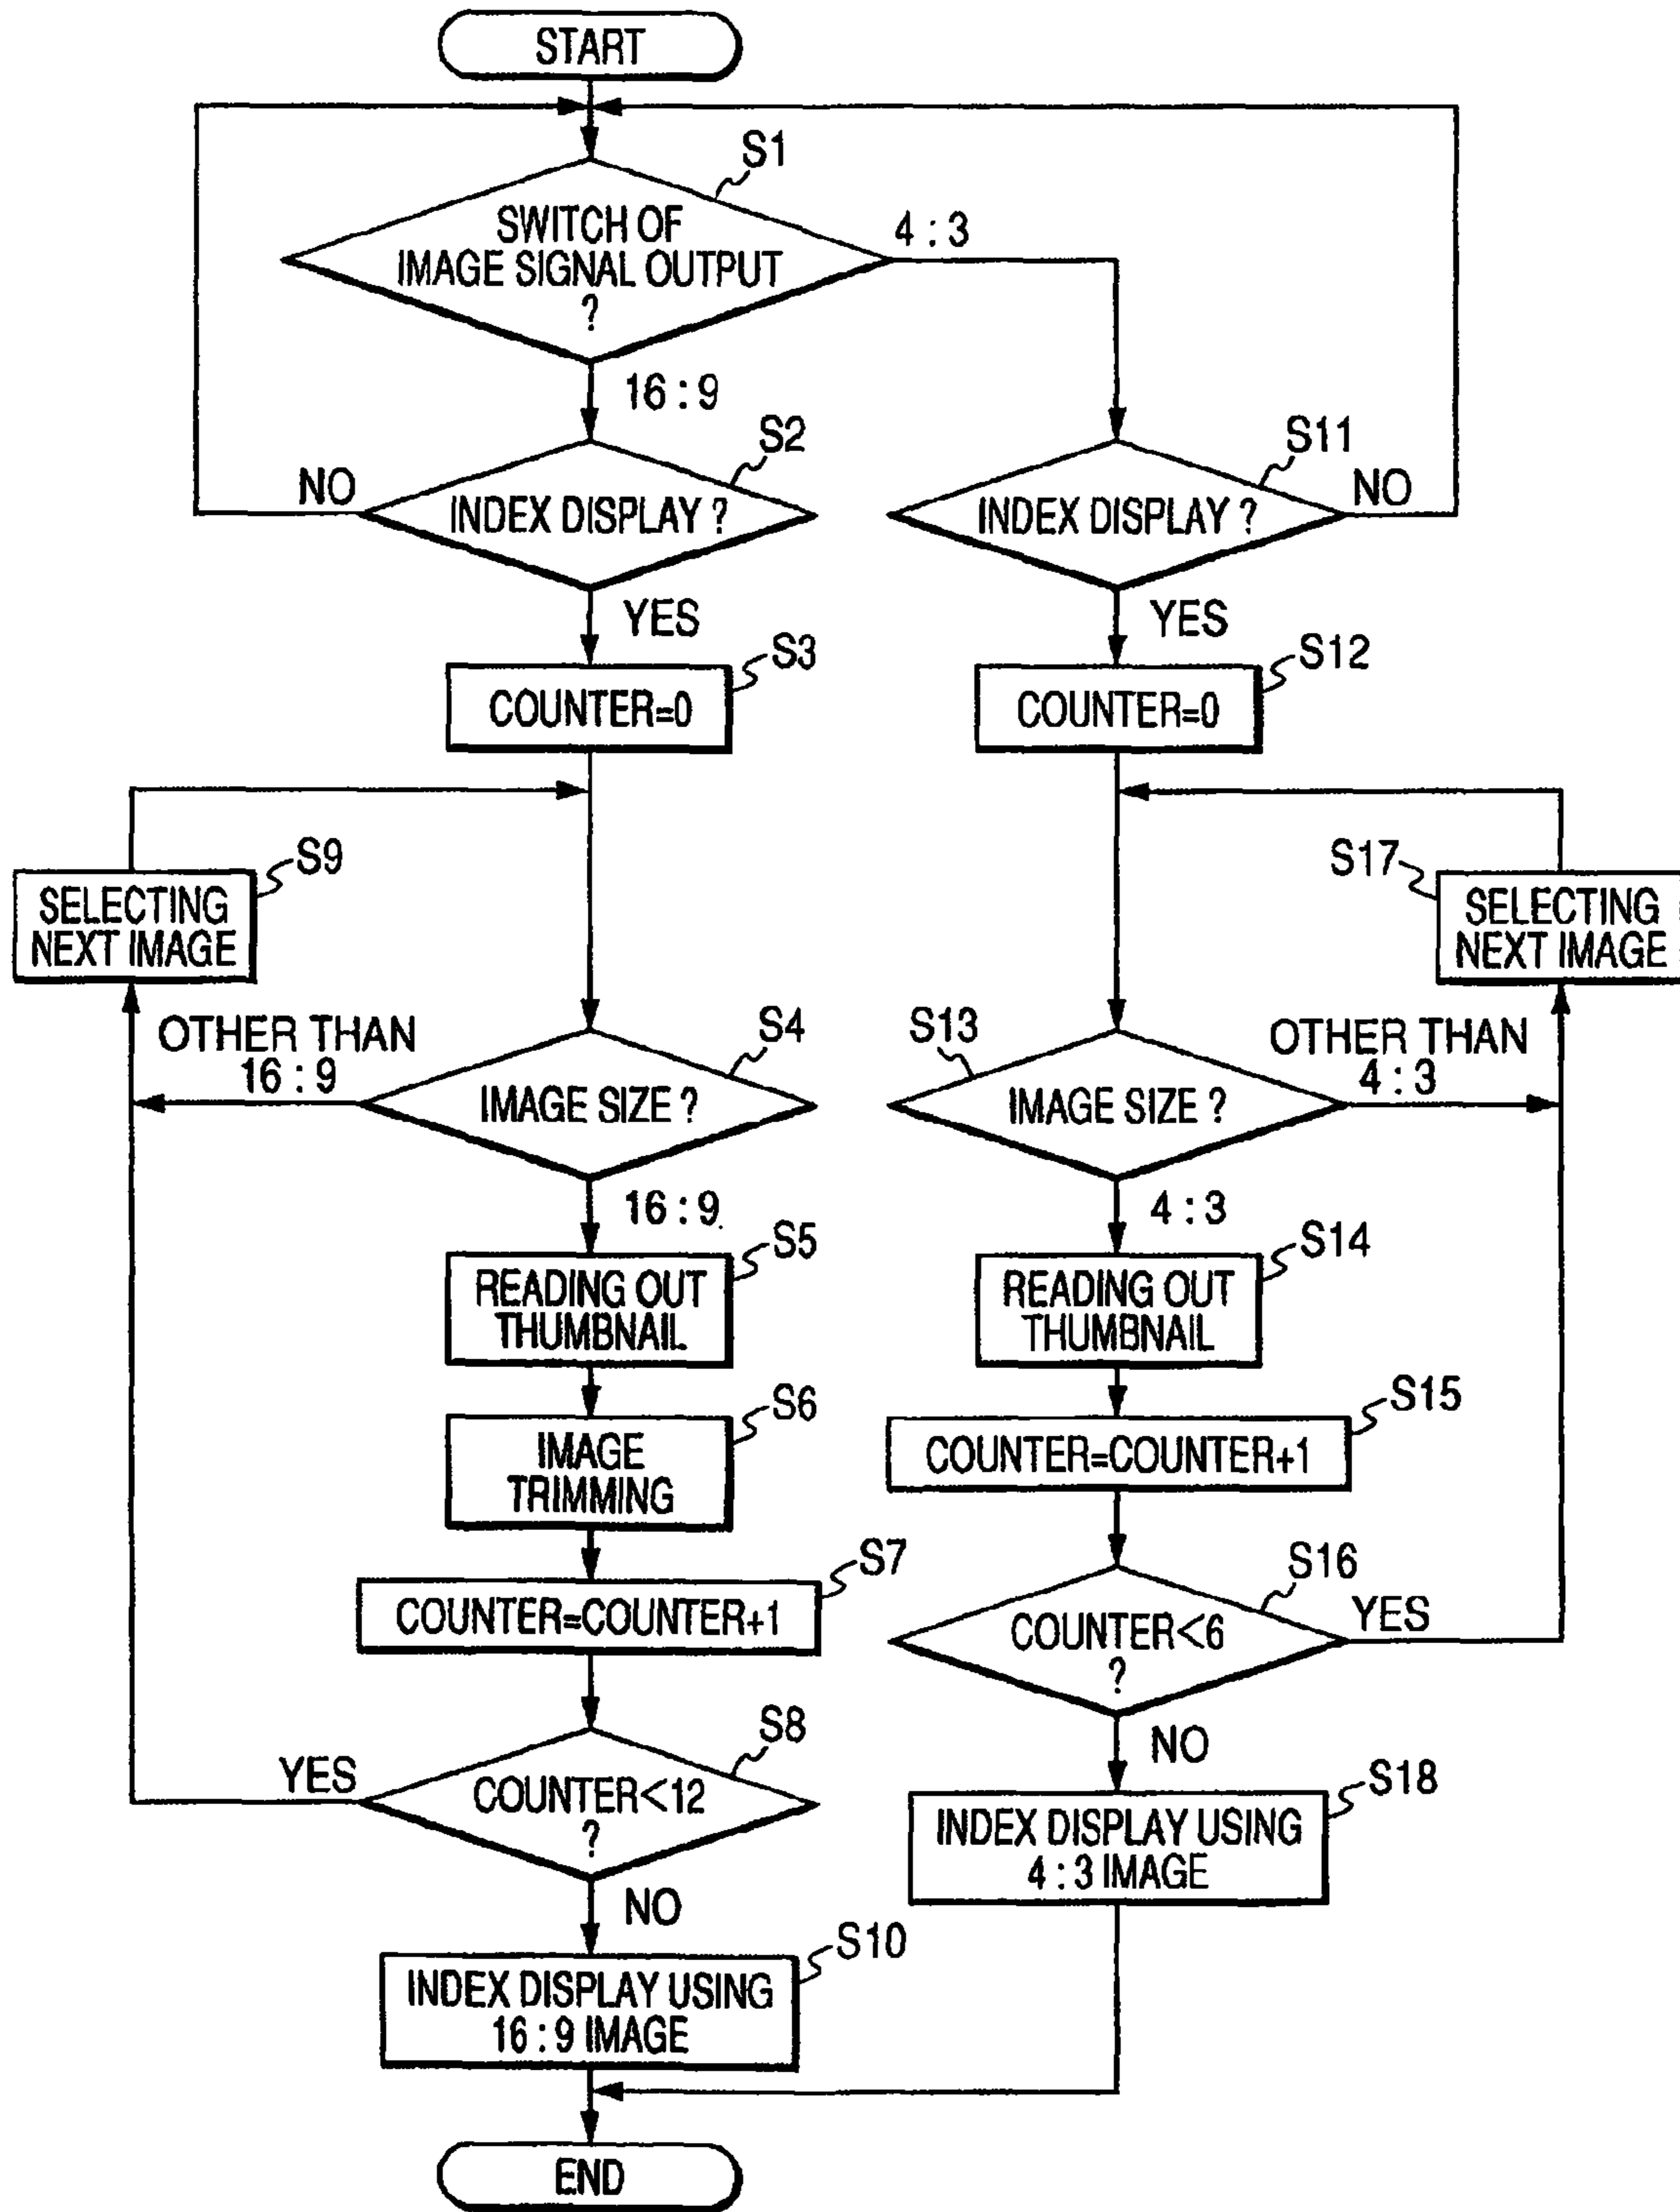 START
S1
SWITCH OF
IMAGE SIGNAL OUTPUT
?
4 : 3
16 : 9
S2
INDEX DISPLAY ?
NO
YES
S11
INDEX DISPLAY ?
NO
YES
S3
COUNTER=0
S12
COUNTER=0
S9
SELECTING
NEXT IMAGE
S17
SELECTING
NEXT IMAGE
OTHER THAN
16 : 9
S4
IMAGE SIZE ?
16 : 9
S13
IMAGE SIZE ?
OTHER THAN
4 : 3
4 : 3
S5
READING OUT
THUMBNAIL
S14
READING OUT
THUMBNAIL
S6
IMAGE
TRIMMING
S15
COUNTER=COUNTER+1
S7
COUNTER=COUNTER+1
S16
COUNTER<6
?
YES
NO
S8
COUNTER<12
?
YES
NO
S18
INDEX DISPLAY USING
4 : 3 IMAGE
S10
INDEX DISPLAY USING
16 : 9 IMAGE
END